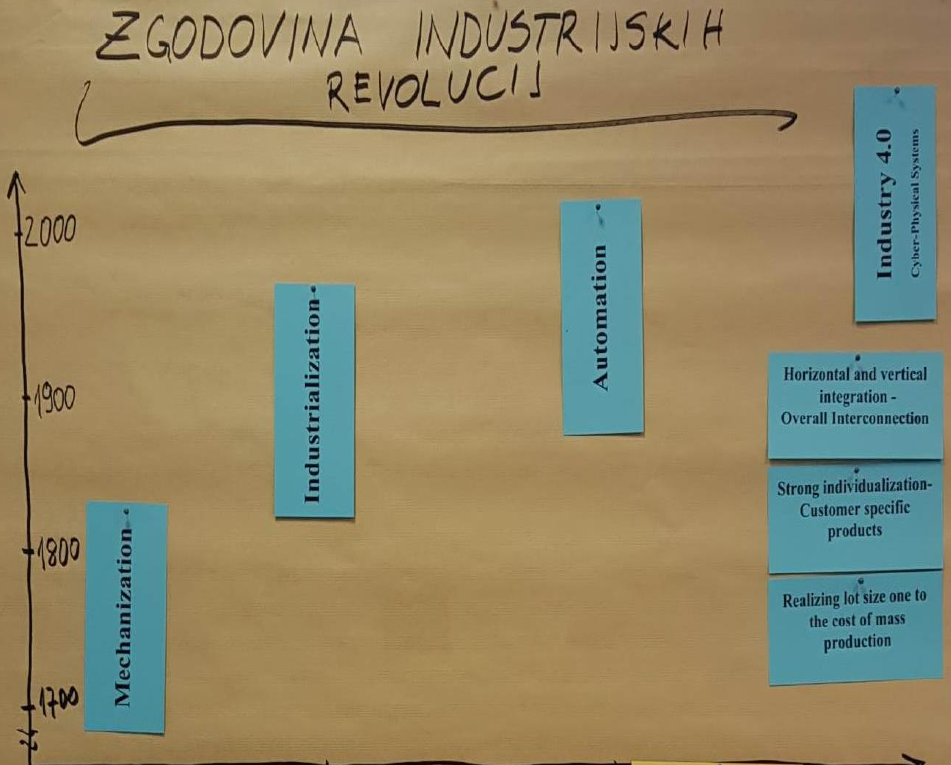 ZGODOVINA INDUSTRIJSKIH
REVOLUCIJ
2000
1900
1800
1700
Mechanization
Industrialization
Automation
Industry 4.0
Cyber-Physical Systems
Horizontal and vertical
integration -
Overall Interconnection
Strong individualization-
Customer specific
products
Realizing lot size one to
the cost of mass
production